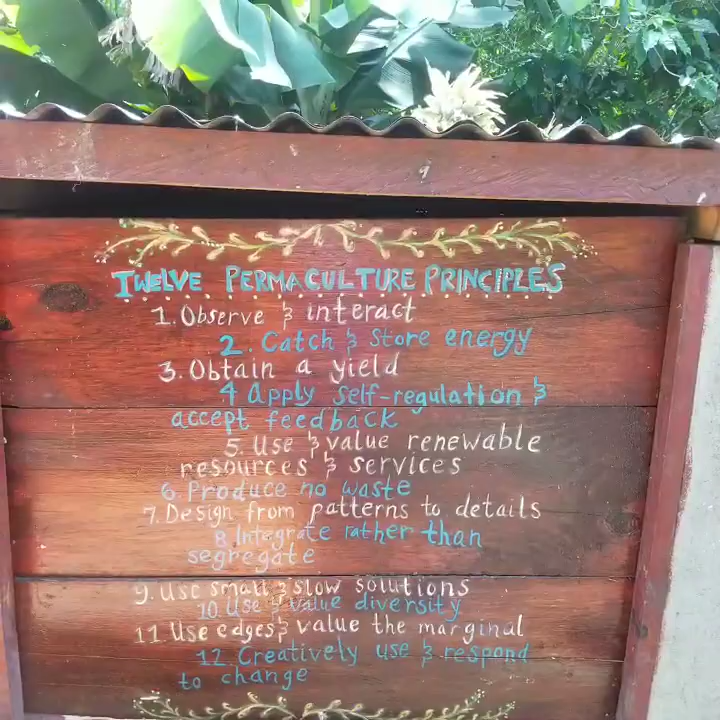 TWELVE PERMACULTURE PRINCIPLES
1. Observe & interact
2. Catch & Store energy
3. Obtain a yield
4 Apply self-regulation &
accept feedback
5. Use & value renewable
resources & services
6. Produce no waste
7. Design from patterns to details
8. Integrate rather than
segregate
9. Use small & slow solutions
10. Use & value diversity
11 Use edges & value the marginal
12 Creatively use & respond
to change